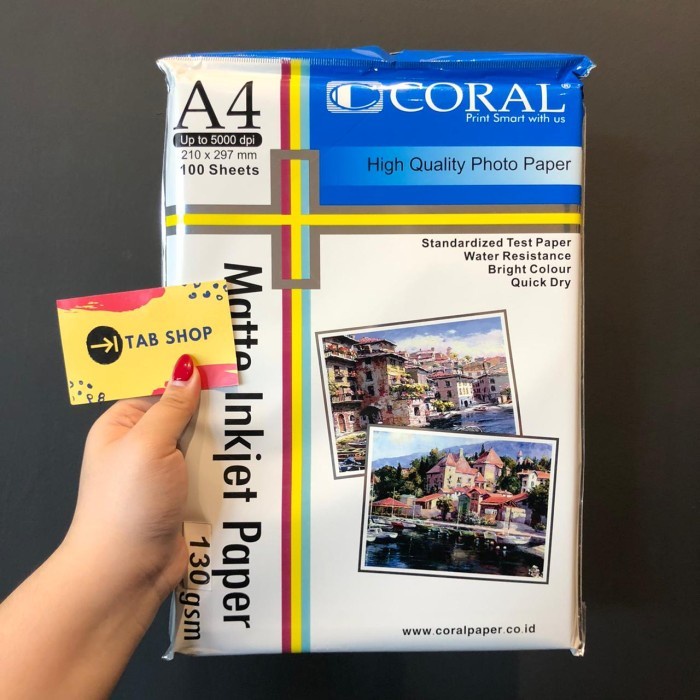 A4
Up to 5000 dpi
210 x 297 mm
100 Sheets
CORAL®
Print Smart with us
High Quality Photo Paper
Standardized Test Paper
Water Resistance
Bright Colour
Quick Dry
TAB SHOP
Matte Inkjet Paper
130 gsm
www.coralpaper.co.id